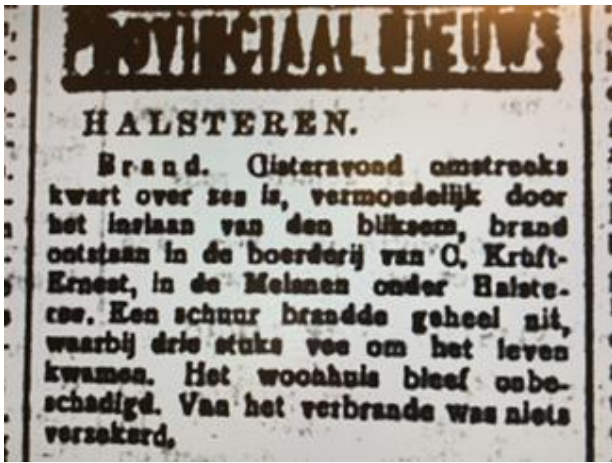 PROVINCIAAL NIEUWS
HALSTEREN.
Brand. Gisteravond omstreeks
kwart over zes is, vermoedelijk door
het inslaan van den bliksem, brand
ontstaan in de boerderij van C. Kruft-
Ernest, in de Melanen onder Halste-
ren. Een schuur brandde geheel uit,
waarbij drie stuks vee om het leven
kwamen. Het woonhuis bleef onbe-
schadigd. Van het verbrande was niets
verzekerd.